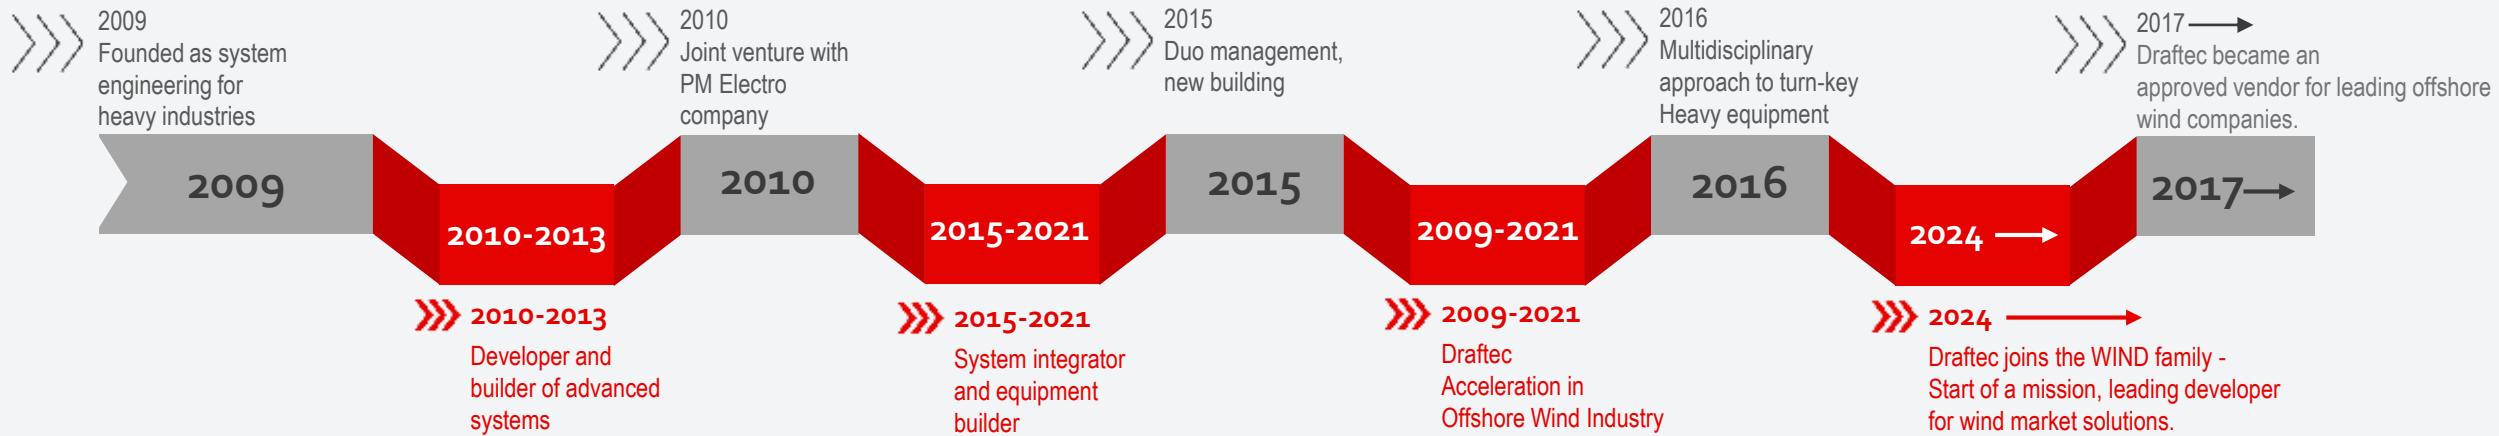 2009
Founded as system
engineering for
heavy industries
2010
Joint venture with
PM Electro
company
2015
Duo management,
new building
2016
Multidisciplinary
approach to turn-key
Heavy equipment
2017
Draftec became an
approved vendor for leading offshore
wind companies.
2009
2010-2013
2010
2015-2021
2015
2009-2021
2016
2024
2017
2010-2013
Developer and
builder of advanced
systems
2015-2021
System integrator
and equipment
builder
2009-2021
Draftec
Acceleration in
Offshore Wind Industry
2024
Draftec joins the WIND family -
Start of a mission, leading developer
for wind market solutions.